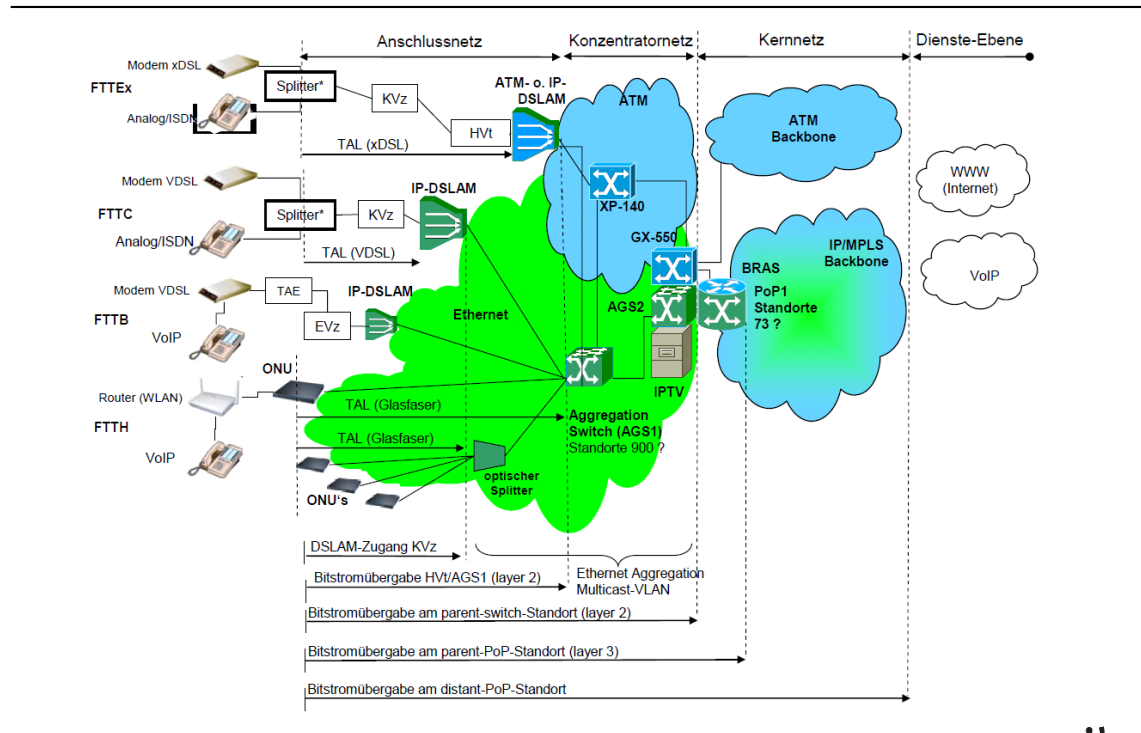 Anschlussnetz
Konzentratornetz
Kernnetz
Dienste-Ebene
Modem xDSL
FTTEx
Splitter*
Analog/ISDN
KVz
HVt
ATM- o. IP-
DSLAM
ATM
ATM
Backbone
TAL (xDSL)
Modem VDSL
IP-DSLAM
XP-140
WWW
(Internet)
FTTC
Splitter*
KVz
Analog/ISDN
TAL (VDSL)
GX-550
IP/MPLS
Backbone
BRAS
VoIP
Modem VDSL
TAE
IP-DSLAM
FTTB
EVz
Ethernet
AGS2
PoP1
Standorte
73 ?
VoIP
ONU
IPTV
Router (WLAN)
TAL (Glasfaser)
Aggregation
Switch (AGS1)
Standorte 900 ?
FTTH
TAL (Glasfaser)
VoIP
optischer
Splitter
ONU's
DSLAM-Zugang KVz
Bitstromübergabe HVt/AGS1 (layer 2)
Ethernet Aggregation
Multicast-VLAN
Bitstromübergabe am parent-switch-Standort (layer 2)
Bitstromübergabe am parent-PoP-Standort (layer 3)
Bitstromübergabe am distant-PoP-Standort